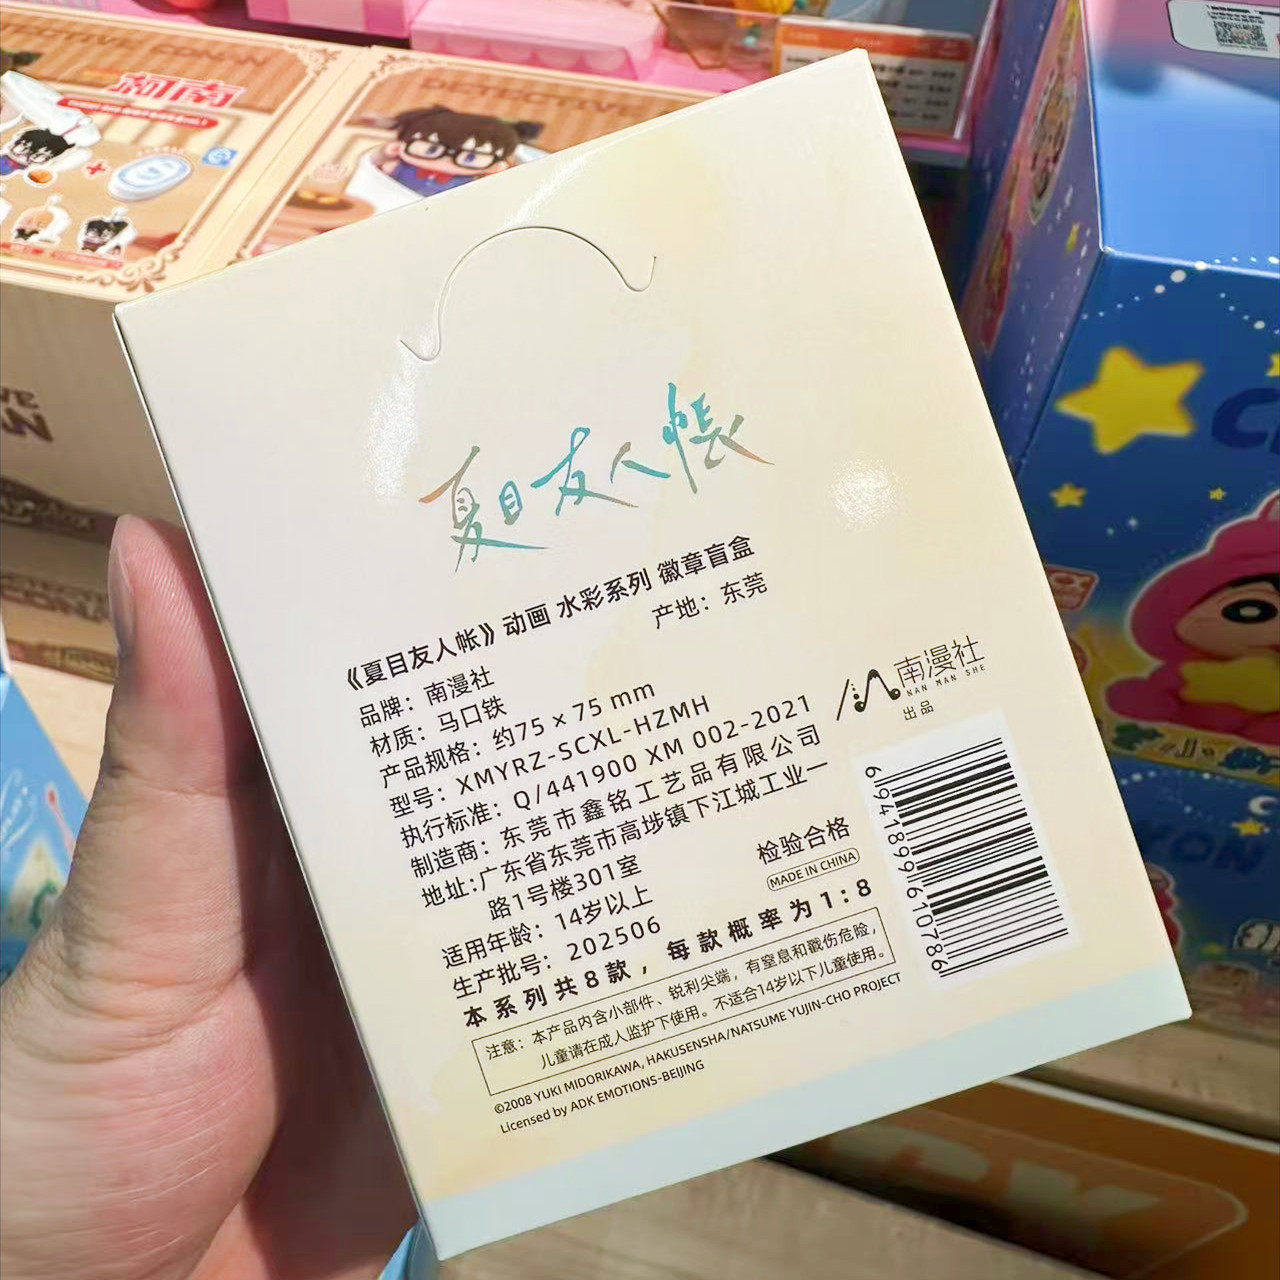 柯南
DETECTIVE
夏目友人帳
《夏目友人帐》动画 水彩系列 徽章盲盒
品牌：南漫社
产地：东莞
材质：马口铁
产品规格：约75 × 75 mm
型号：XMYRZ-SCXL-HZMH
执行标准：Q/441900 XM 002-2021
制造商：东莞市鑫铭工艺品有限公司
地址:广东省东莞市高埗镇下江城工业一
路1号楼301室
适用年龄：14岁以上
生产批号：202506
本系列共8款，每款概率为1:8
注意：本产品内含小部件、锐利尖端，有窒息和戳伤危险，
儿童请在成人监护下使用。不适合14岁以下儿童使用。
©2008 YUKI MIDORIKAWA, HAKUSENSHA/NATSUME YUJIN-CHO PROJECT
Licensed by ADK EMOTIONS-BEIJING
南漫社
NAN MAN SHE
出品
检验合格
MADE IN CHINA
6941899610786